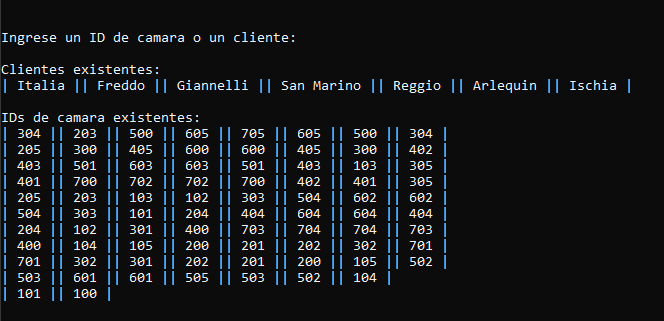 Ingrese un ID de camara o un cliente:
Clientes existentes:
| Italia || Freddo || Giannelli || San Marino || Reggio || Arlequin || Ischia |
IDs de camara existentes:
| 304 || 203 || 500 || 605 || 705 || 605 || 500 || 304 |
| 205 || 300 || 405 || 600 || 600 || 405 || 300 || 402 |
| 403 || 501 || 603 || 603 || 501 || 403 || 103 || 305 |
| 401 || 700 || 702 || 702 || 700 || 402 || 401 || 305 |
| 205 || 203 || 103 || 102 || 303 || 504 || 602 || 602 |
| 504 || 303 || 101 || 204 || 404 || 604 || 604 || 404 |
| 204 || 102 || 301 || 400 || 703 || 704 || 704 || 703 |
| 400 || 104 || 105 || 200 || 201 || 202 || 302 || 701 |
| 701 || 302 || 301 || 202 || 201 || 200 || 105 || 502 |
| 503 || 601 || 601 || 505 || 503 || 502 || 104 |
| 101 || 100 |